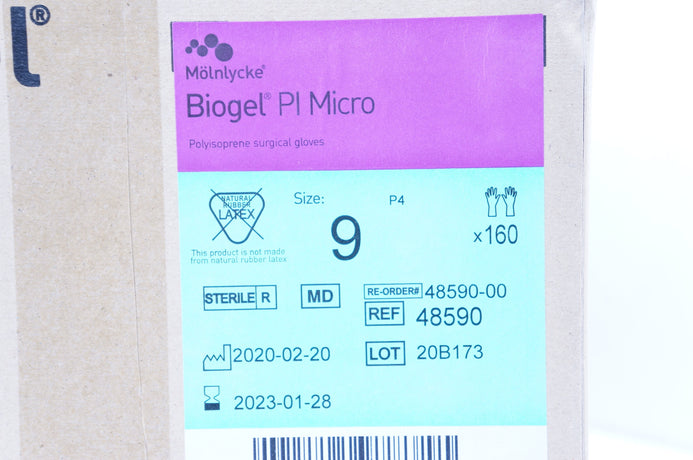 l®
Mölnlycke®
Biogel® PI Micro
Polyisoprene surgical gloves
NATURAL
RUBBER
LATEX
This product is not made
from natural rubber latex
Size:
9
P4
x160
STERILE R
MD
RE-ORDER# 48590-00
REF 48590
2020-02-20
LOT 20B173
2023-01-28